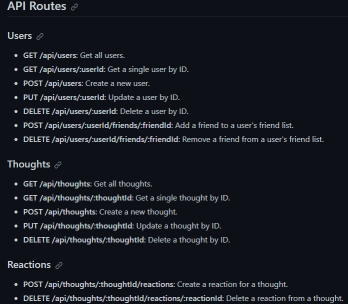 API Routes
Users
GET /api/users: Get all users.
GET /api/users/:userId: Get a single user by ID.
POST /api/users: Create a new user.
PUT /api/users/:userId: Update a user by ID.
DELETE /api/users/:userId: Delete a user by ID.
POST /api/users/:userId/friends/:friendId: Add a friend to a user's friend list.
DELETE /api/users/:userId/friends/:friendId: Remove a friend from a user's friend list.
Thoughts
GET /api/thoughts: Get all thoughts.
GET /api/thoughts/:thoughtId: Get a single thought by ID.
POST /api/thoughts: Create a new thought.
PUT /api/thoughts/:thoughtId: Update a thought by ID.
DELETE /api/thoughts/:thoughtId: Delete a thought by ID.
Reactions
POST /api/thoughts/:thoughtId/reactions: Create a reaction for a thought.
DELETE /api/thoughts/:thoughtId/reactions/:reactionId: Delete a reaction from a thought.